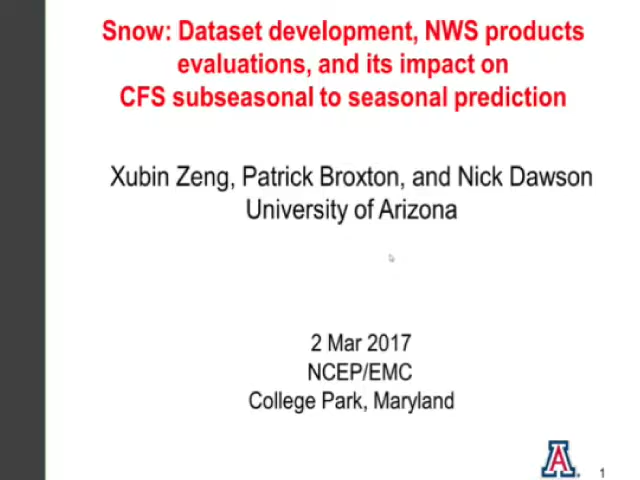 Snow: Dataset development, NWS products
evaluations, and its impact on
CFS subseasonal to seasonal prediction
Xubin Zeng, Patrick Broxton, and Nick Dawson
University of Arizona
2 Mar 2017
NCEP/EMC
College Park, Maryland
A
1